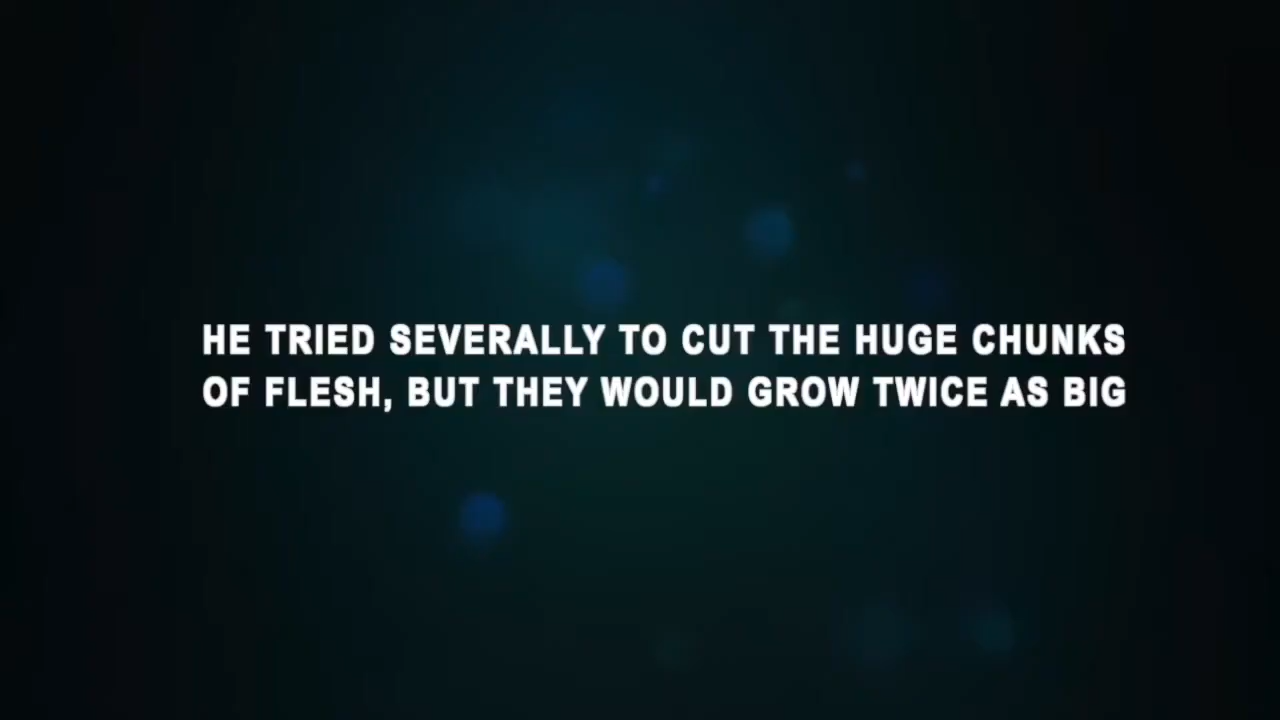 HE TRIED SEVERALLY TO CUT THE HUGE CHUNKS
OF FLESH, BUT THEY WOULD GROW TWICE AS BIG